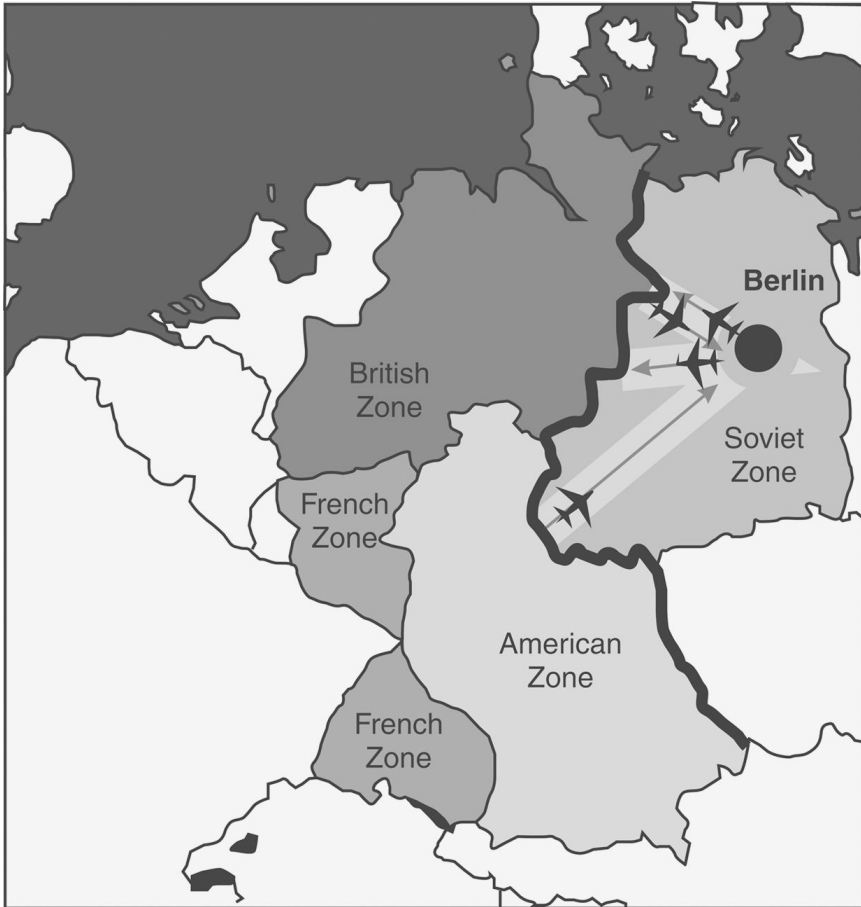 Berlin
British
Zone
Soviet
Zone
French
Zone
American
Zone
French
Zone